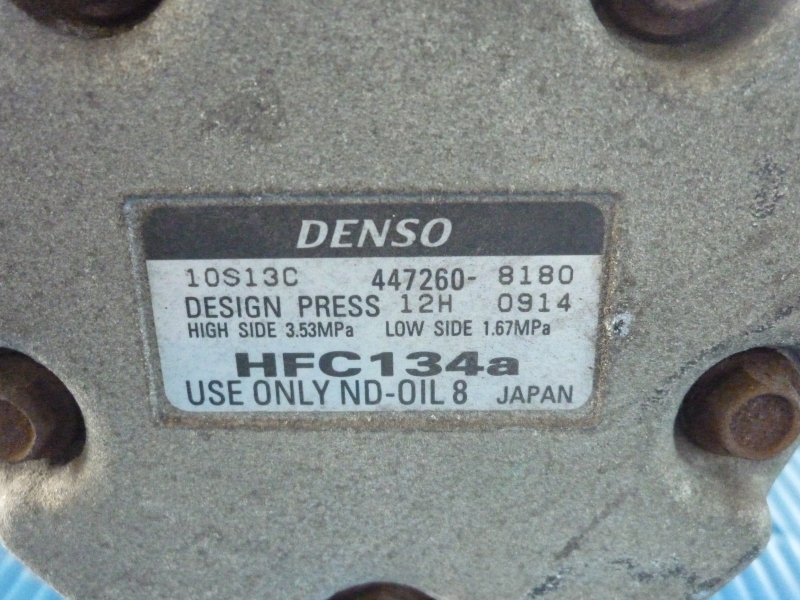 DENSO
10S13C 447260-8180
DESIGN PRESS 12H 0914
HIGH SIDE 3.53MPa LOW SIDE 1.67MPa
HFC134a
USE ONLY ND-OIL 8 JAPAN